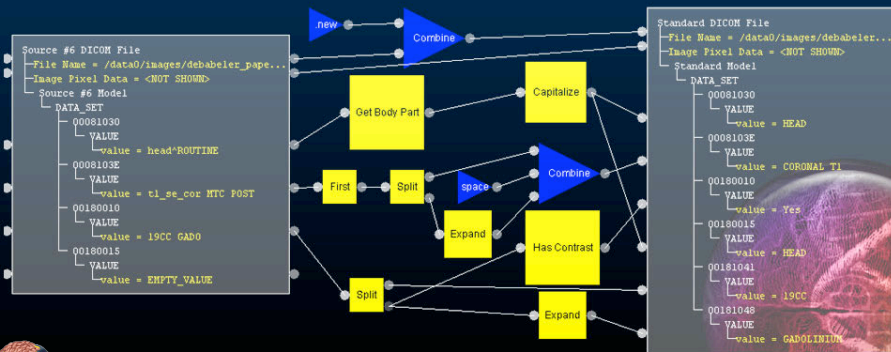 Source #6 DICOM File
File Name = /data0/images/debabeler_pape...
Image Pixel Data = <NOT SHOWN>
Source #6 Model
DATA_SET
00081030
VALUE
value = head^ROUTINE
0008103E
VALUE
value = t1_se_cor MTC POST
00180010
VALUE
value = 19CC GADO
00180015
VALUE
value = EMPTY_VALUE
.new
Combine
Get Body Part
Capitalize
First
Split
space
Combine
Expand
Has Contrast
Split
Expand
Standard DICOM File
File Name = /data0/images/debabeler...
Image Pixel Data = <NOT SHOWN>
Standard Model
DATA_SET
00081030
VALUE
value = HEAD
0008103E
VALUE
value = CORONAL T1
00180010
VALUE
value = Yes
00180015
VALUE
value = HEAD
00181041
VALUE
value = 19CC
00181048
VALUE
value = GADOLINIUM